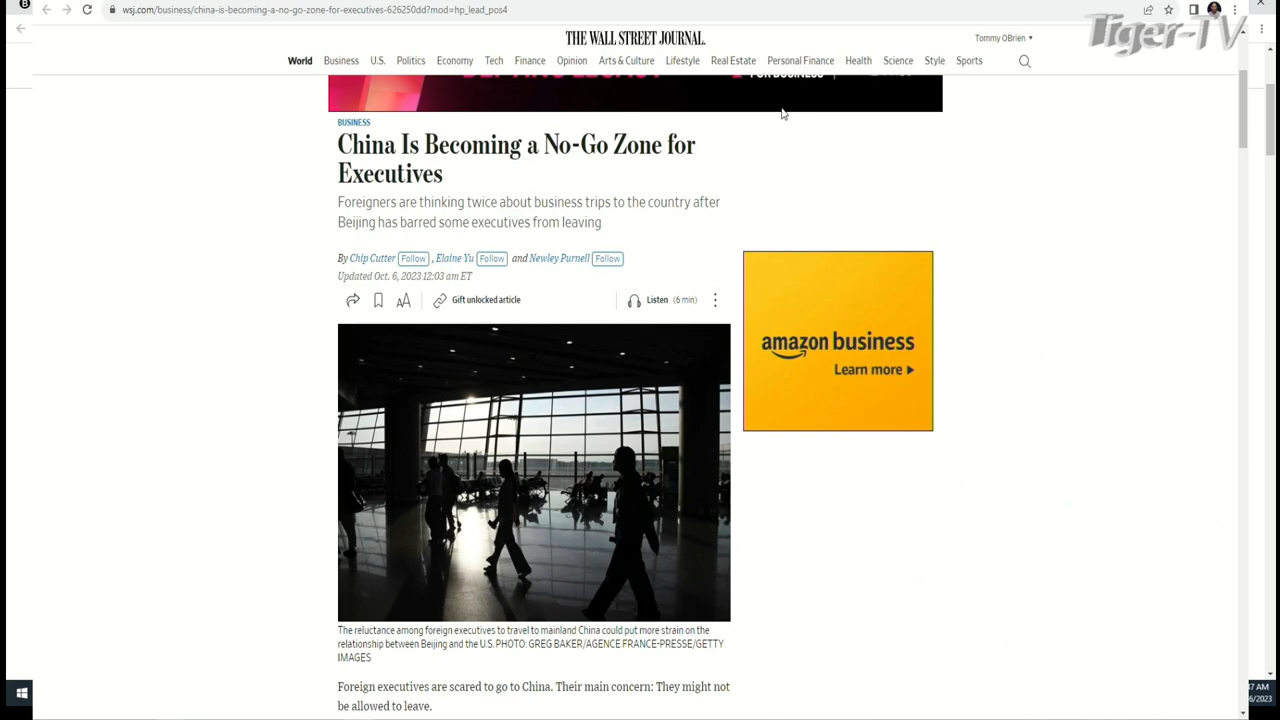 wsj.com/business/china-is-becoming-a-no-go-zone-for-executives-626250dd?mod=hp_lead_pos4
Tiger-TV
THE WALL STREET JOURNAL.
Tommy OBrien
World Business U.S. Politics Economy Tech Finance Opinion Arts & Culture Lifestyle Real Estate Personal Finance Health Science Style Sports
FOR BUSINESS
BUSINESS
China Is Becoming a No-Go Zone for
Executives
Foreigners are thinking twice about business trips to the country after
Beijing has barred some executives from leaving
By Chip Cutter Follow , Elaine Yu Follow and Newley Purnell Follow
Updated Oct. 6, 2023 12:03 am ET
AA Gift unlocked article Listen (6 min)
amazon business
Learn more
The reluctance among foreign executives to travel to mainland China could put more strain on the
relationship between Beijing and the U.S. PHOTO: GREG BAKER/AGENCE FRANCE-PRESSE/GETTY
IMAGES
Foreign executives are scared to go to China. Their main concern: They might not
be allowed to leave.
47 AM
6/2023